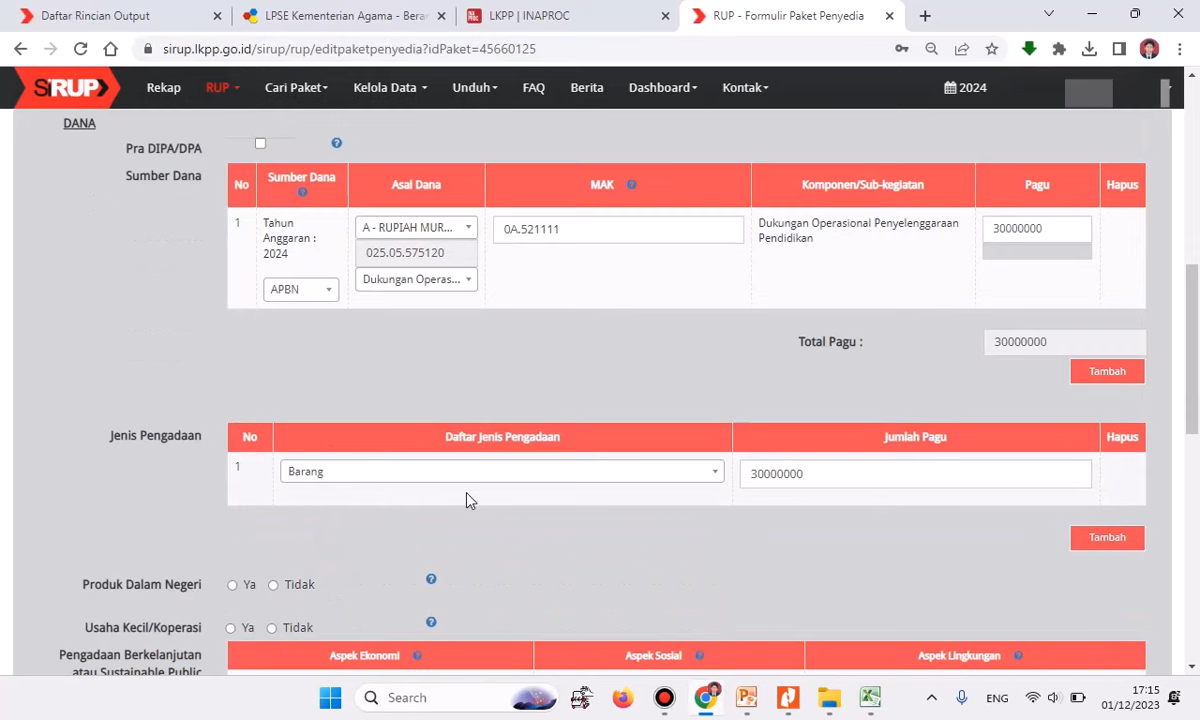 Daftar Rincian Output
LPSE Kementerian Agama - Beran
LKPP | INAPROC
RUP - Formulir Paket Penyedia
sirup.lkpp.go.id/sirup/rup/editpaketpenyedia?idPaket=45660125
SiRUP Rekap RUP Cari Paket Kelola Data Unduh FAQ Berita Dashboard Kontak 2024
DANA
Pra DIPA/DPA
Sumber Dana
No Sumber Dana Asal Dana MAK Komponen/Sub-kegiatan Pagu Hapus
1 Tahun Anggaran : 2024 A - RUPIAH MUR... 0A.521111 Dukungan Operasional Penyelenggaraan Pendidikan 30000000
025.05.575120
APBN Dukungan Operas...
Total Pagu : 30000000
Tambah
Jenis Pengadaan
No Daftar Jenis Pengadaan Jumlah Pagu Hapus
1 Barang 30000000
Tambah
Produk Dalam Negeri Ya Tidak
Usaha Kecil/Koperasi Ya Tidak
Pengadaan Berkelanjutan
atau Sustainable Public
Aspek Ekonomi Aspek Sosial Aspek Lingkungan
Search
ENG
17:15
01/12/2023